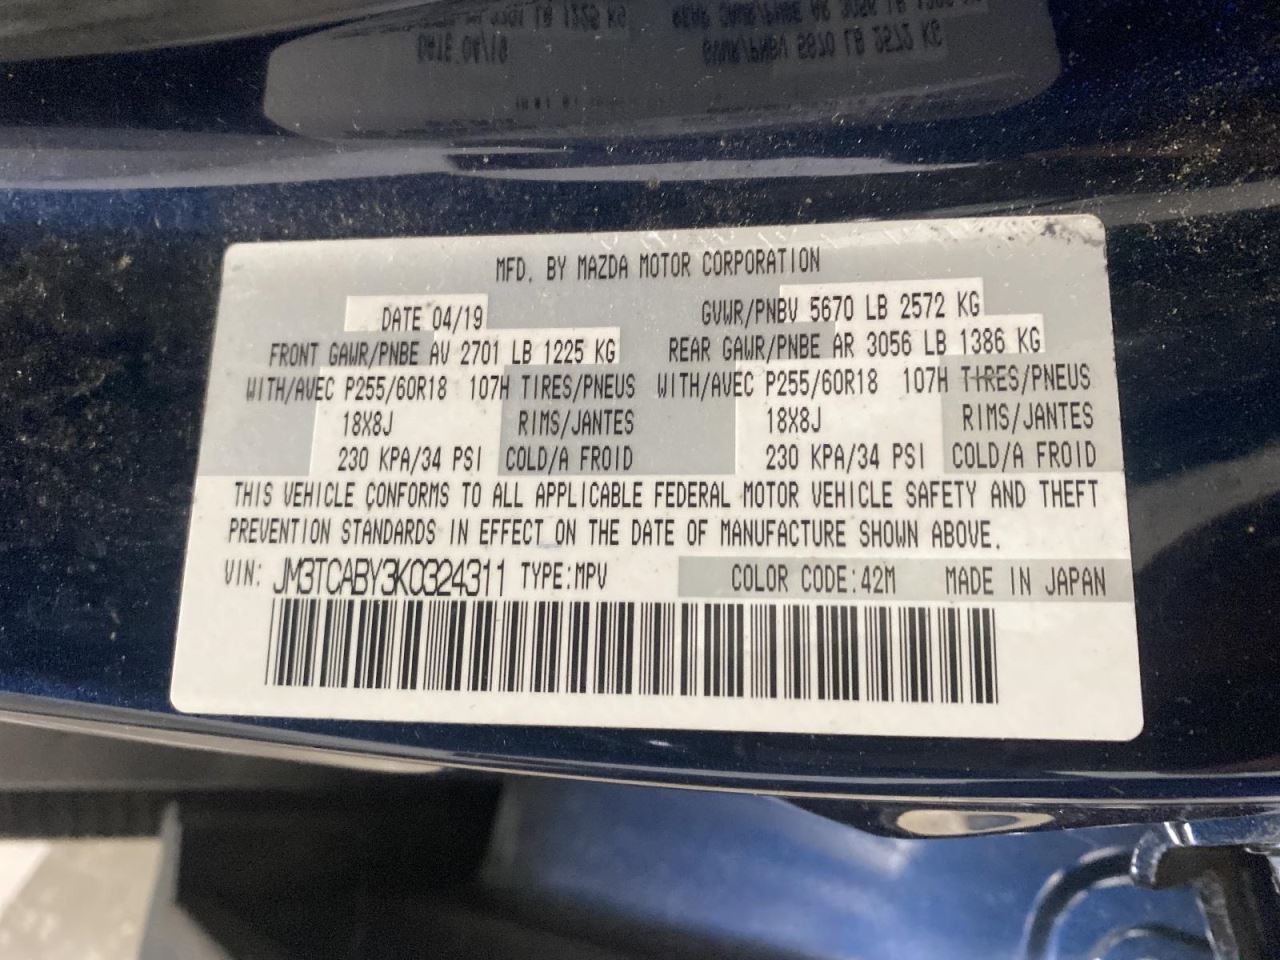 MFD. BY MAZDA MOTOR CORPORATION
DATE 04/19 GVWR/PNBV 5670 LB 2572 KG
FRONT GAWR/PNBE AV 2701 LB 1225 KG REAR GAWR/PNBE AR 3056 LB 1386 KG
WITH/AVEC P255/60R18 107H TIRES/PNEUS WITH/AVEC P255/60R18 107H TIRES/PNEUS
18X8J RIMS/JANTES 18X8J RIMS/JANTES
230 KPA/34 PSI COLD/A FROID 230 KPA/34 PSI COLD/A FROID
THIS VEHICLE CONFORMS TO ALL APPLICABLE FEDERAL MOTOR VEHICLE SAFETY AND THEFT
PREVENTION STANDARDS IN EFFECT ON THE DATE OF MANUFACTURE SHOWN ABOVE.
VIN: JM3TCABY3K0324311 TYPE:MPV COLOR CODE:42M MADE IN JAPAN